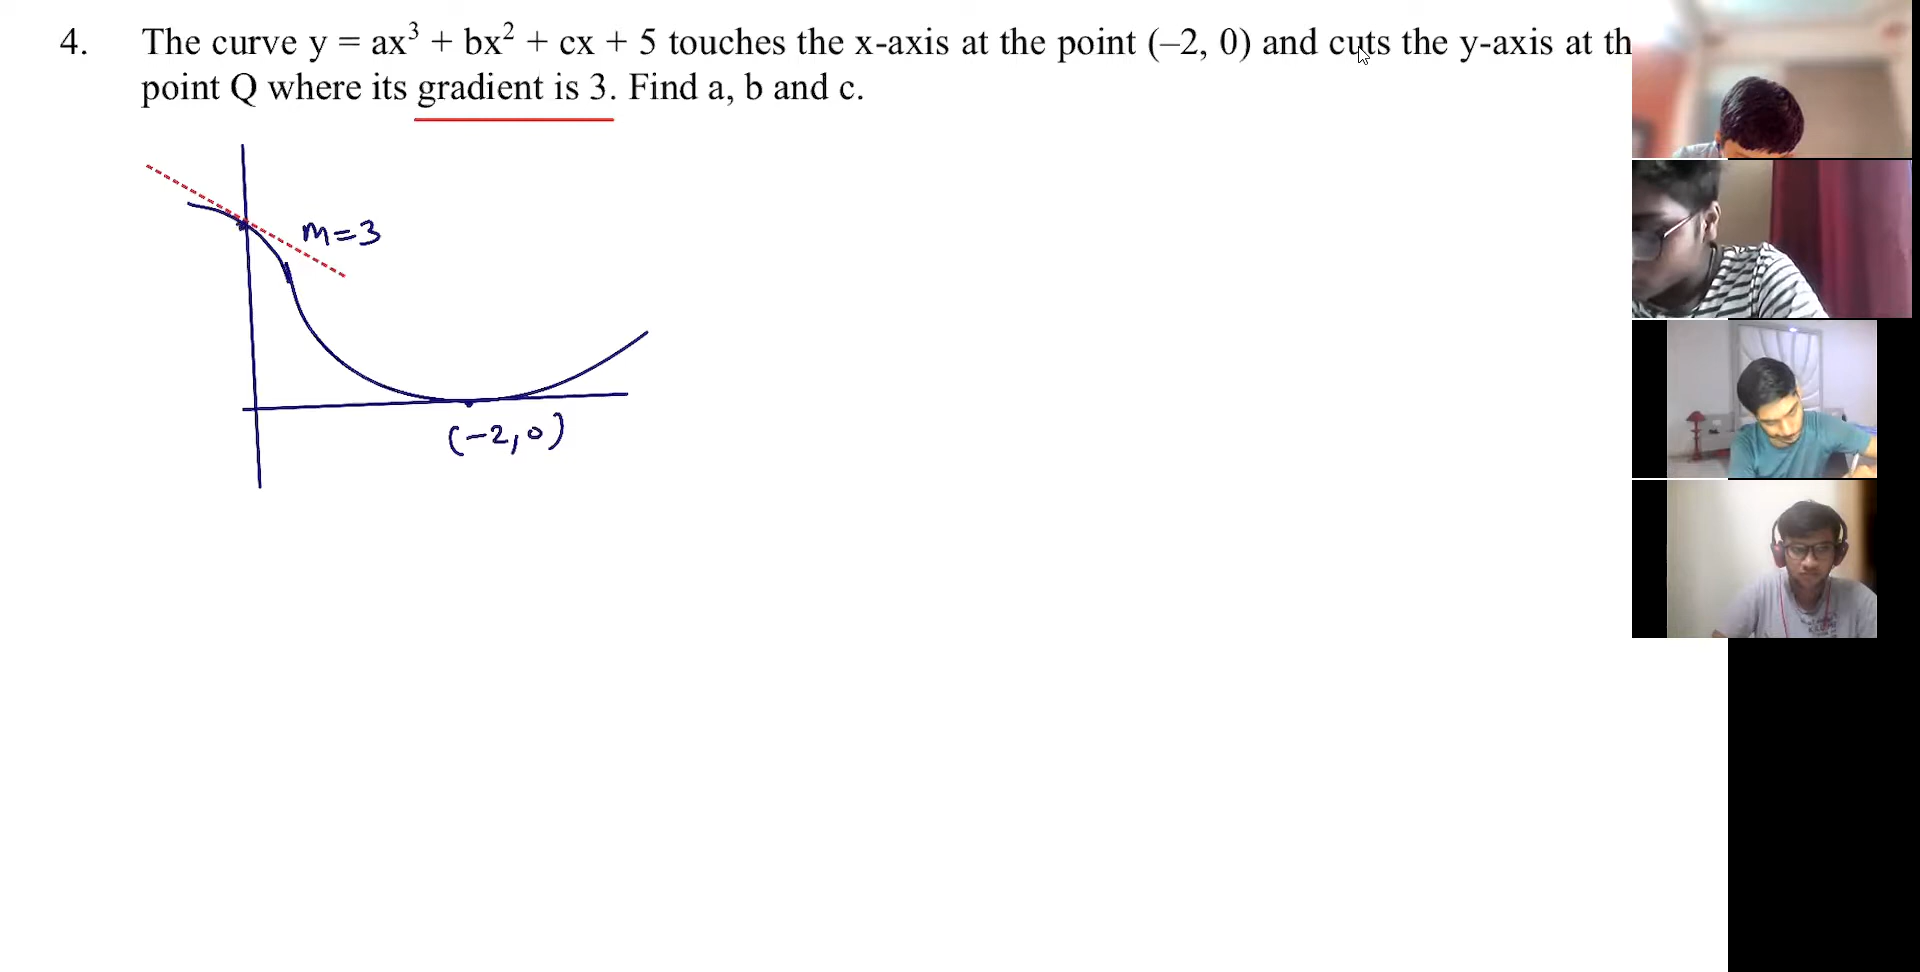 4. The curve y = ax³ + bx² + cx + 5 touches the x-axis at the point (–2, 0) and cuts the y-axis at th
point Q where its gradient is 3. Find a, b and c.
m=3
(-2,0)